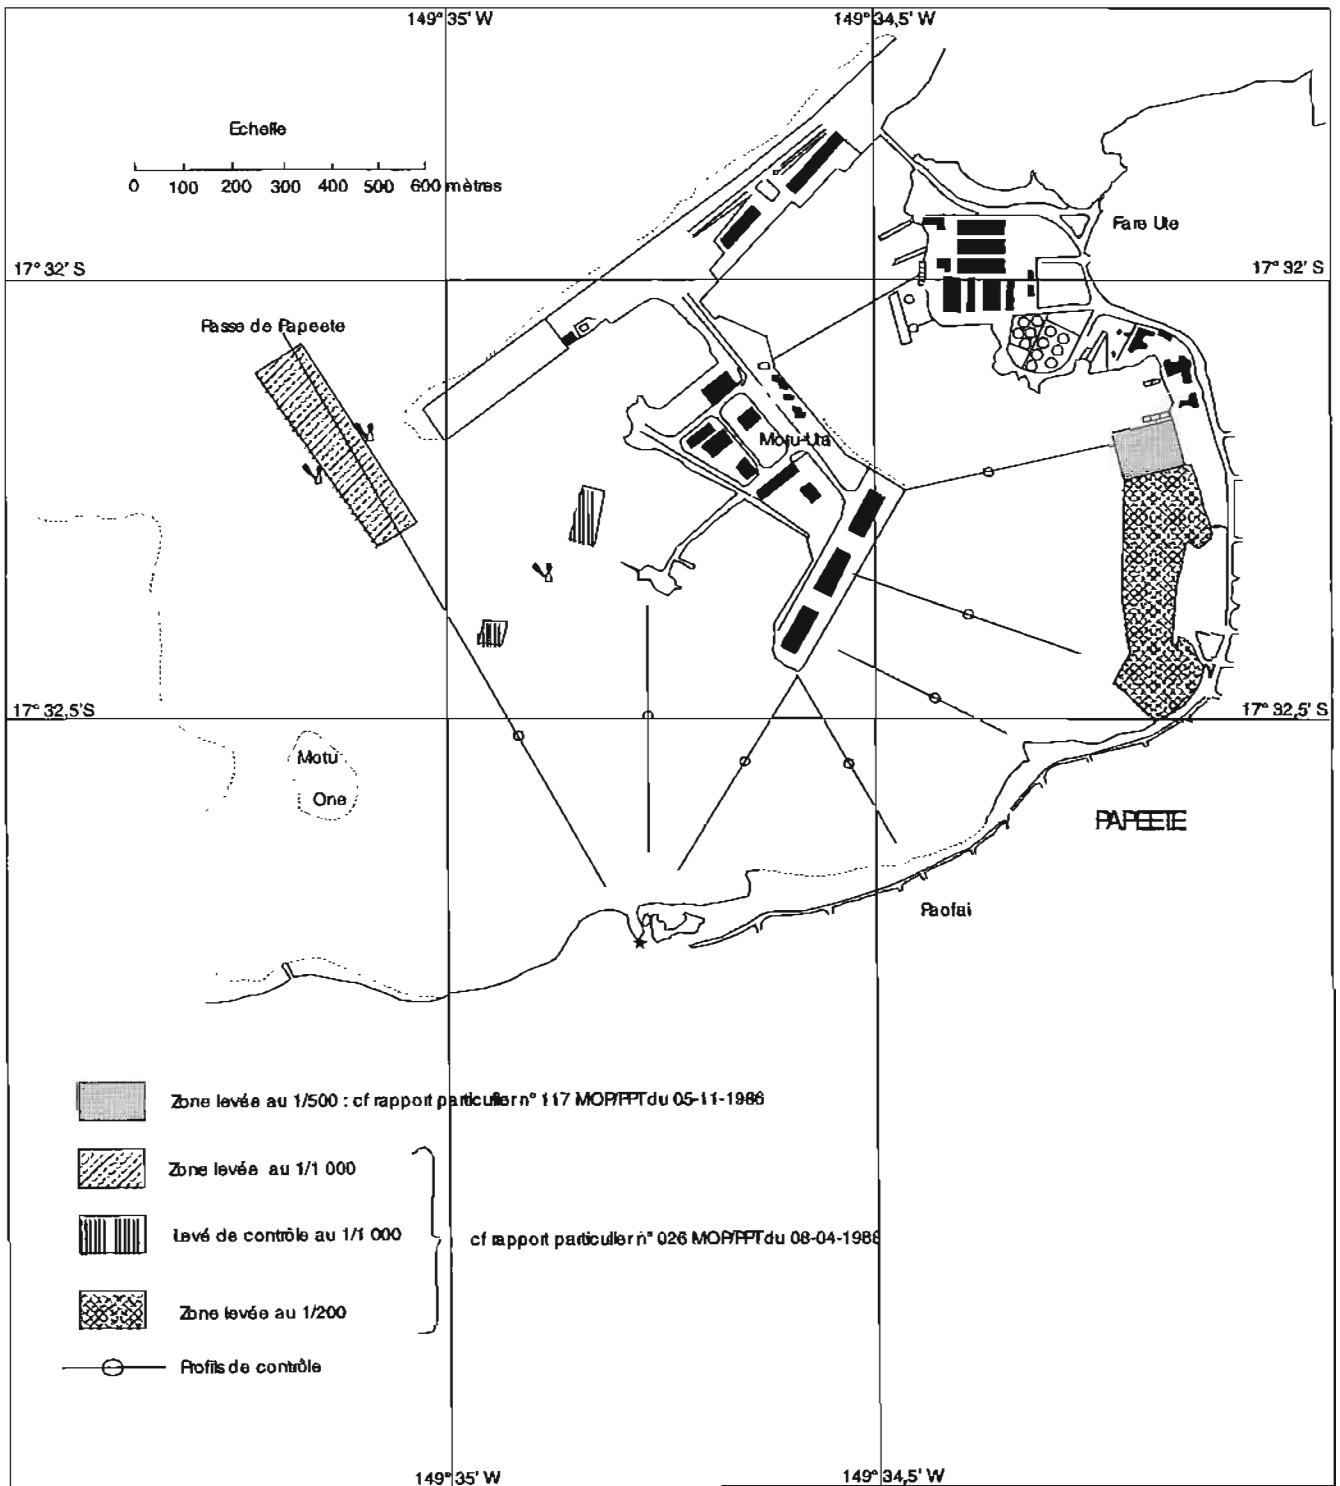 149° 35' W
149° 34,5' W
Echelle
0 100 200 300 400 500 600 mètres
Fare Ute
17° 32' S
17° 32' S
Passe de Papeete
Motu-Uta
17° 32,5' S
17° 32,5' S
Motu
One
PAPEETE
Paofai
Zone levée au 1/500 : cf rapport particulier n° 117 MOP/PPT du 05-11-1986
Zone levée au 1/1 000
Levé de contrôle au 1/1 000
cf rapport particulier n° 026 MOP/PPT du 08-04-1988
Zone levée au 1/200
Profils de contrôle
149° 35' W
149° 34,5' W